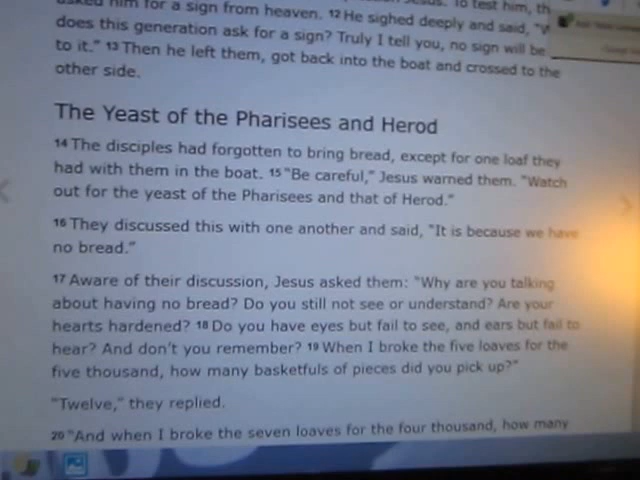 asked him for a sign from heaven. 12 He sighed deeply and said,
does this generation ask for a sign? Truly I tell you, no sign will be
to it." 13 Then he left them, got back into the boat and crossed to the
other side.
The Yeast of the Pharisees and Herod
14 The disciples had forgotten to bring bread, except for one loaf they
had with them in the boat. 15 "Be careful," Jesus warned them. "Watch
out for the yeast of the Pharisees and that of Herod."
16 They discussed this with one another and said, "It is because we have
no bread."
17 Aware of their discussion, Jesus asked them: "Why are you talking
about having no bread? Do you still not see or understand? Are your
hearts hardened? 18 Do you have eyes but fail to see, and ears but fail to
hear? And don't you remember? 19 When I broke the five loaves for the
five thousand, how many basketfuls of pieces did you pick up?"
"Twelve," they replied.
20 "And when I broke the seven loaves for the four thousand, how many